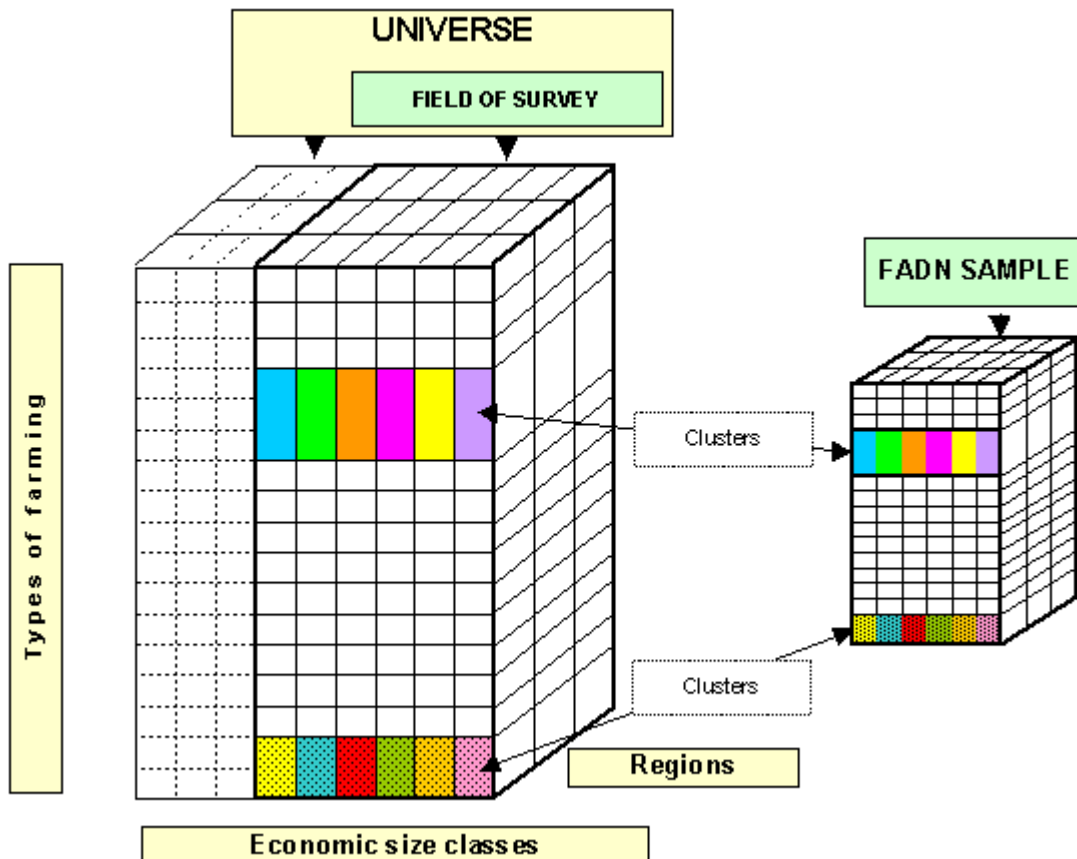 UNIVERSE
FIELD OF SURVEY
FADN SAMPLE
Types of farming
Clusters
Clusters
Regions
Economic size classes